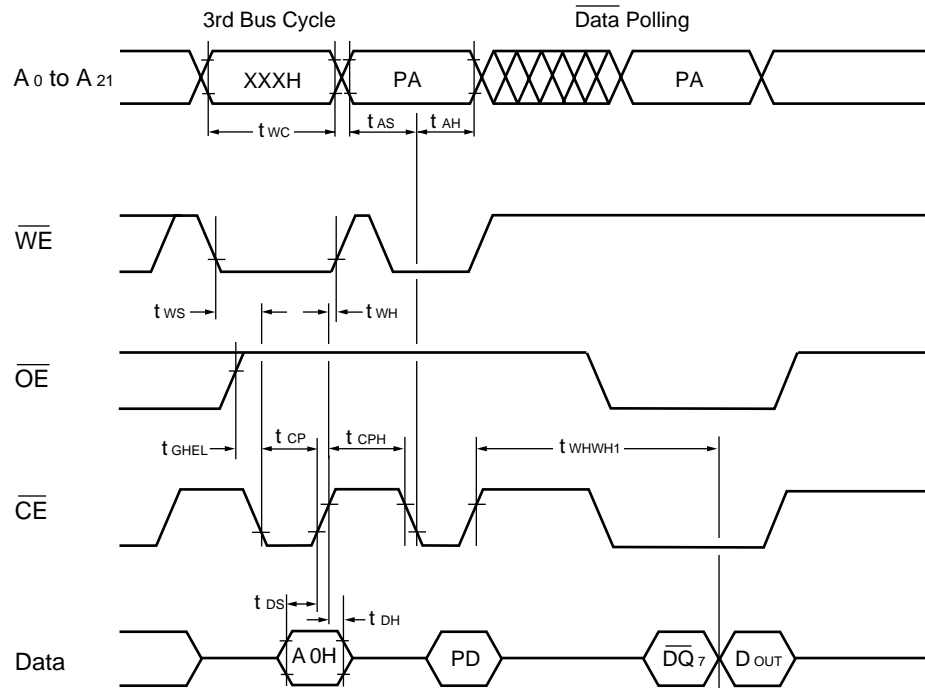 3rd Bus Cycle
Data Polling
A0 to A21
XXXH
PA
PA
tWC
tAS
tAH
WE
tWS
tWH
OE
tGHEL
tCP
tCPH
tWHWH1
CE
tDS
tDH
Data
A0H
PD
DQ7
DOUT